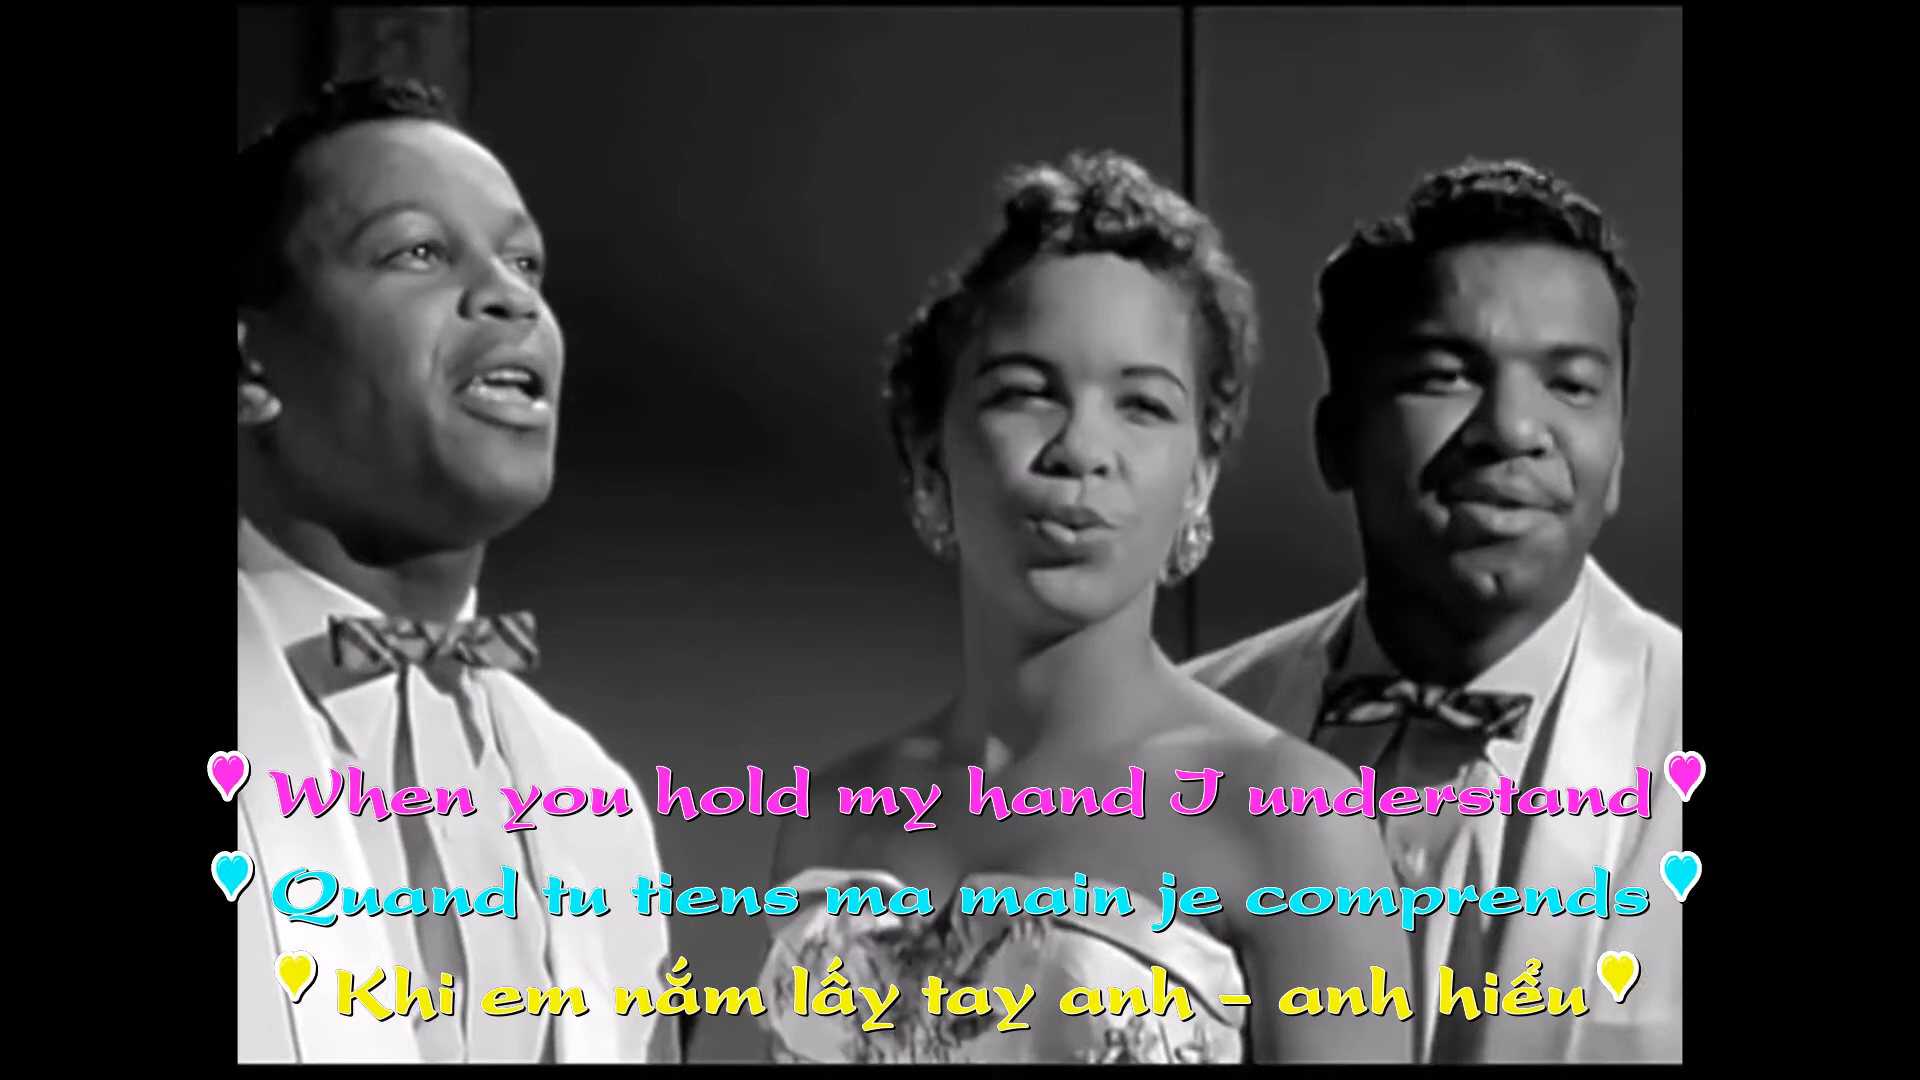 When you hold my hand I understand
Quand tu tiens ma main je comprends
Khi em nắm lấy tay anh – anh hiểu